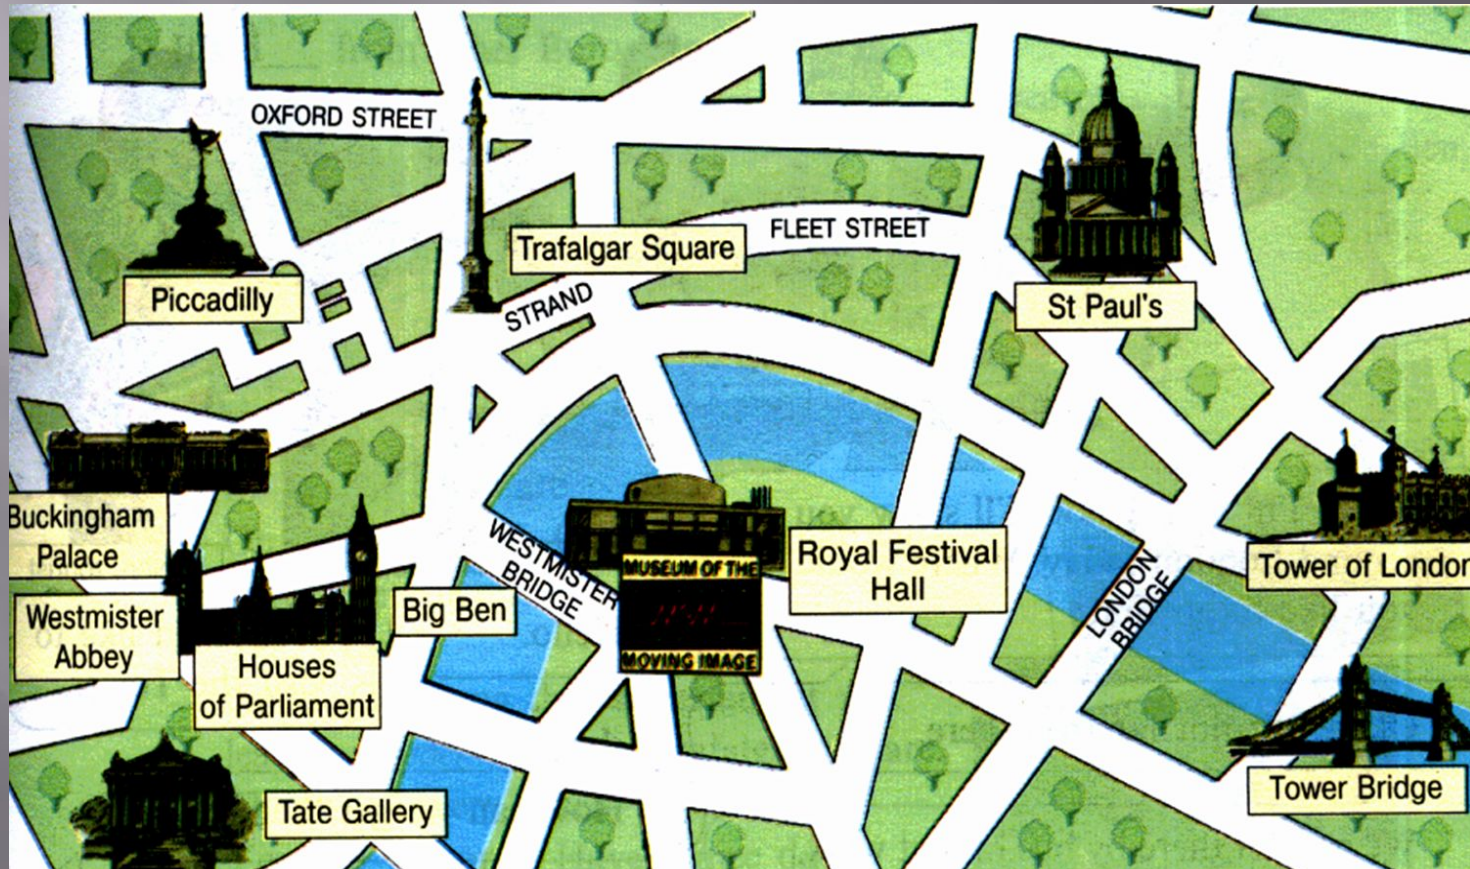 OXFORD STREET
Trafalgar Square
FLEET STREET
Piccadilly
STRAND
St Paul's
Buckingham
Palace
WESTMISTER
BRIDGE
Royal Festival
Hall
MUSEUM OF THE
MOVING IMAGE
LONDON
BRIDGE
Tower of London
Westmister
Abbey
Big Ben
Houses
of Parliament
Tate Gallery
Tower Bridge